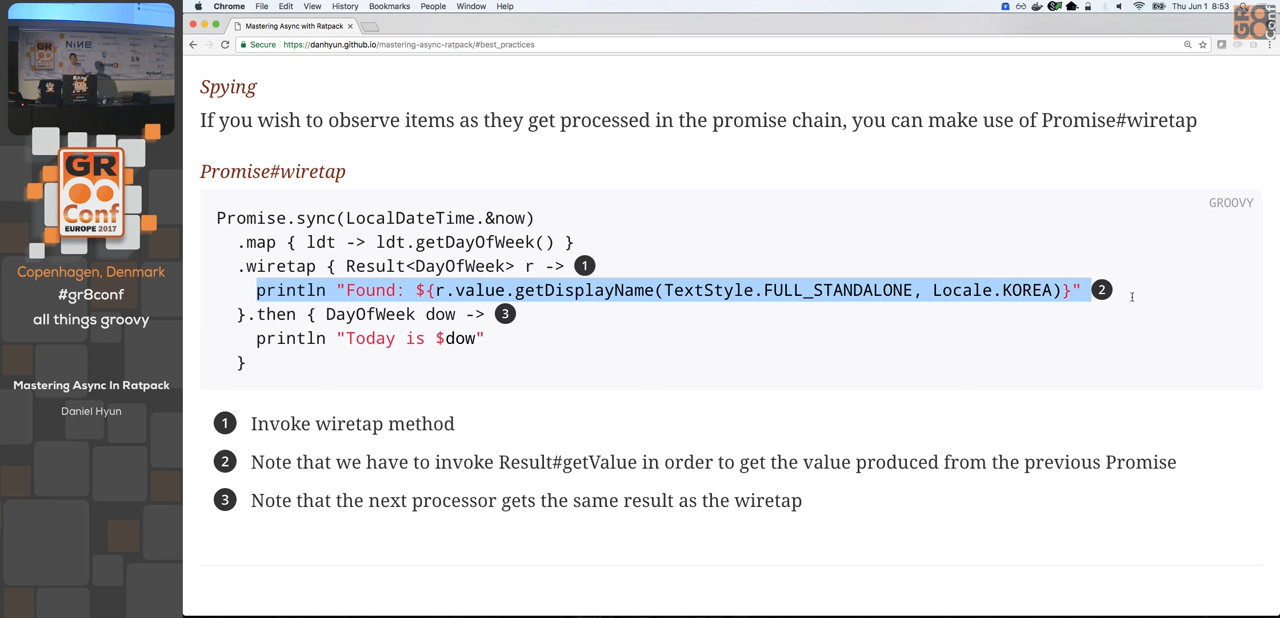 Chrome File Edit View History Bookmarks People Window Help
Thu Jun 1 8:53
Mastering Async with Ratpack
Secure https://danhyun.github.io/mastering-async-ratpack/#best_practices
GR8 Conf
EUROPE 2017
Copenhagen, Denmark
#gr8conf
all things groovy
Mastering Async In Ratpack
Daniel Hyun
Spying
If you wish to observe items as they get processed in the promise chain, you can make use of Promise#wiretap
Promise#wiretap
GROOVY
Promise.sync(LocalDateTime.&now)
.map { ldt -> ldt.getDayOfWeek() }
.wiretap { Result<DayOfWeek> r -> 1
println "Found: ${r.value.getDisplayName(TextStyle.FULL_STANDALONE, Locale.KOREA)}" 2
}.then { DayOfWeek dow -> 3
println "Today is $dow"
}
1 Invoke wiretap method
2 Note that we have to invoke Result#getValue in order to get the value produced from the previous Promise
3 Note that the next processor gets the same result as the wiretap